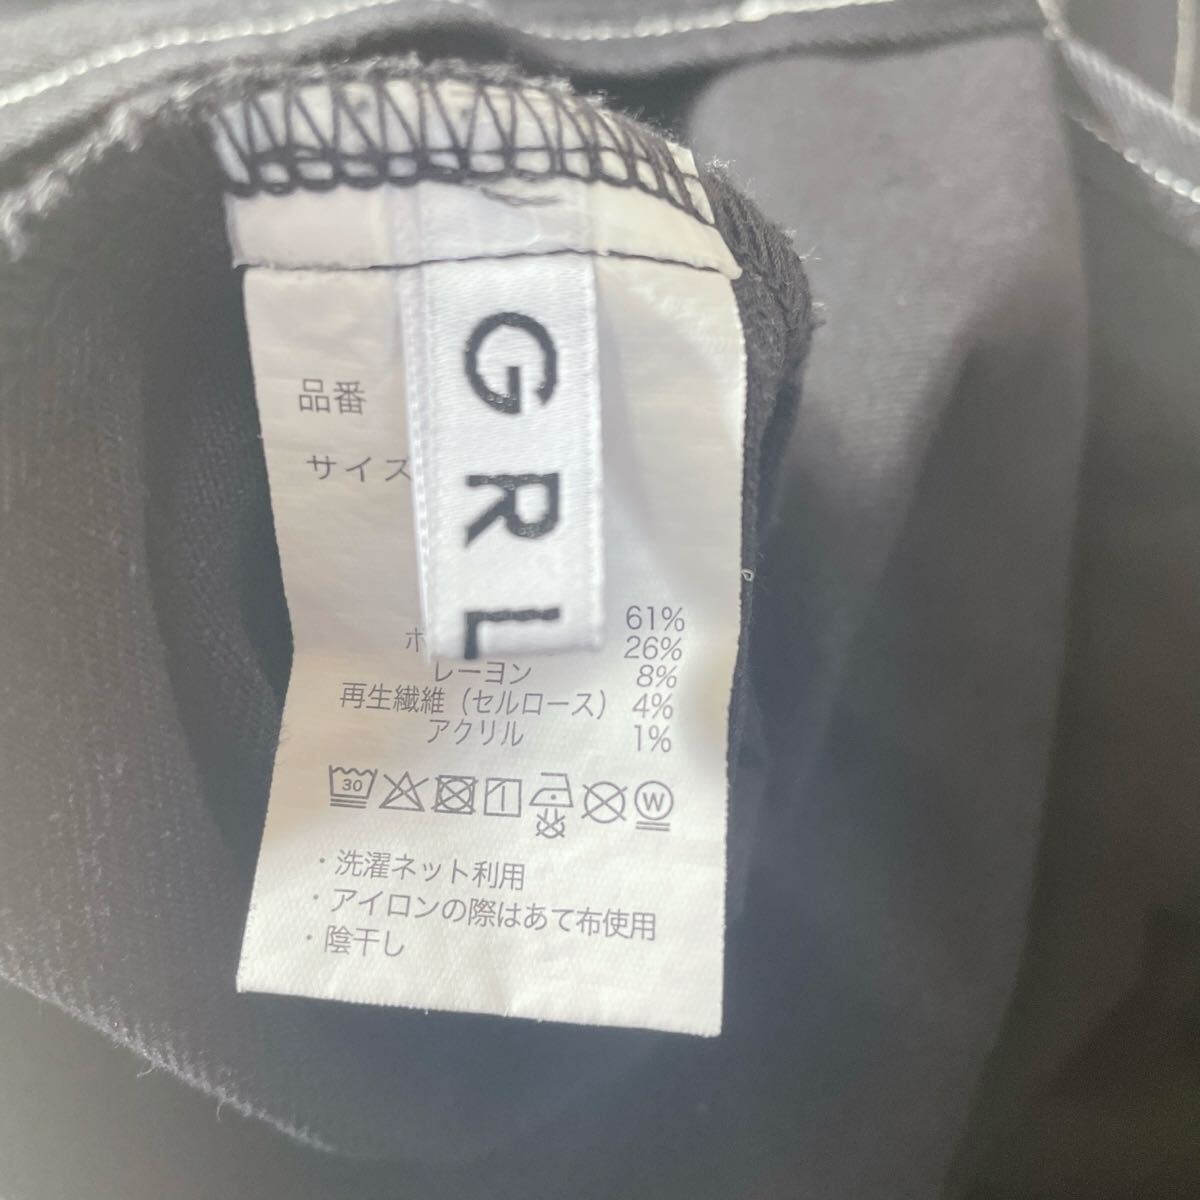 GRL
品番
サイズ
61%
26%
レーヨン 8%
再生繊維（セルロース） 4%
アクリル 1%
30 W
・洗濯ネット利用
・アイロンの際はあて布使用
・陰干し